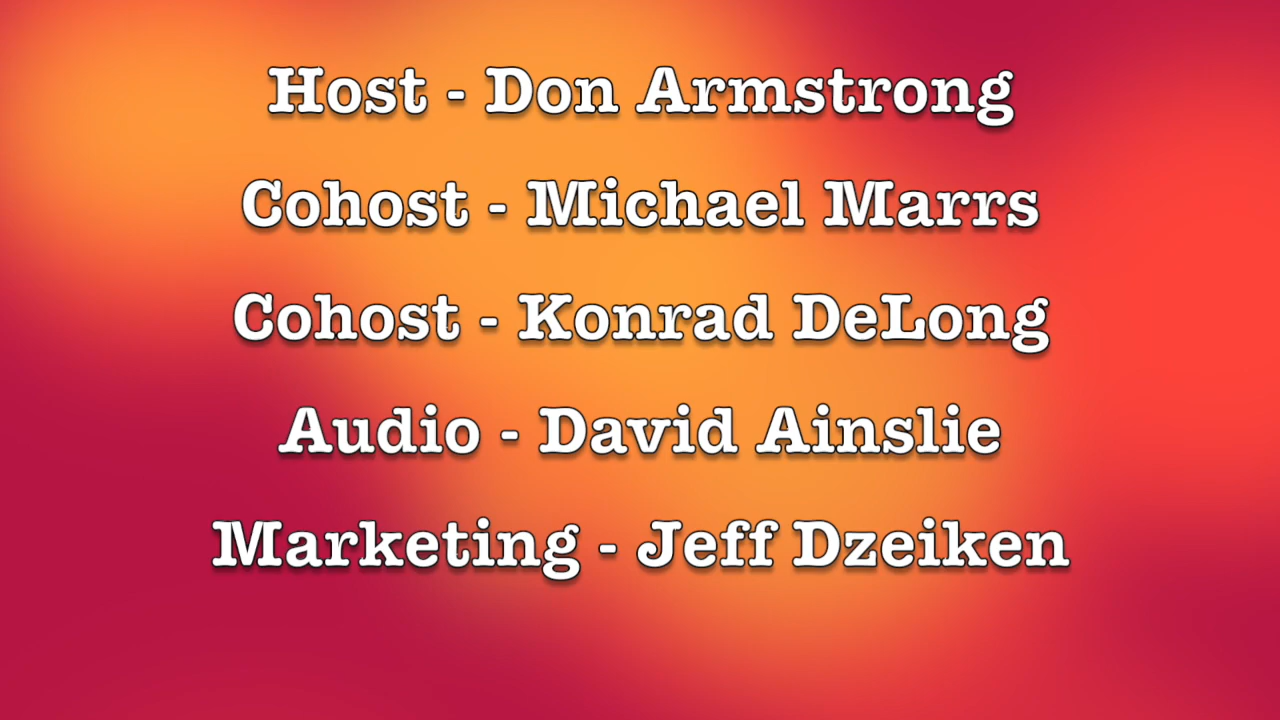 Host - Don Armstrong
Cohost - Michael Marrs
Cohost - Konrad DeLong
Audio - David Ainslie
Marketing - Jeff Dzeiken